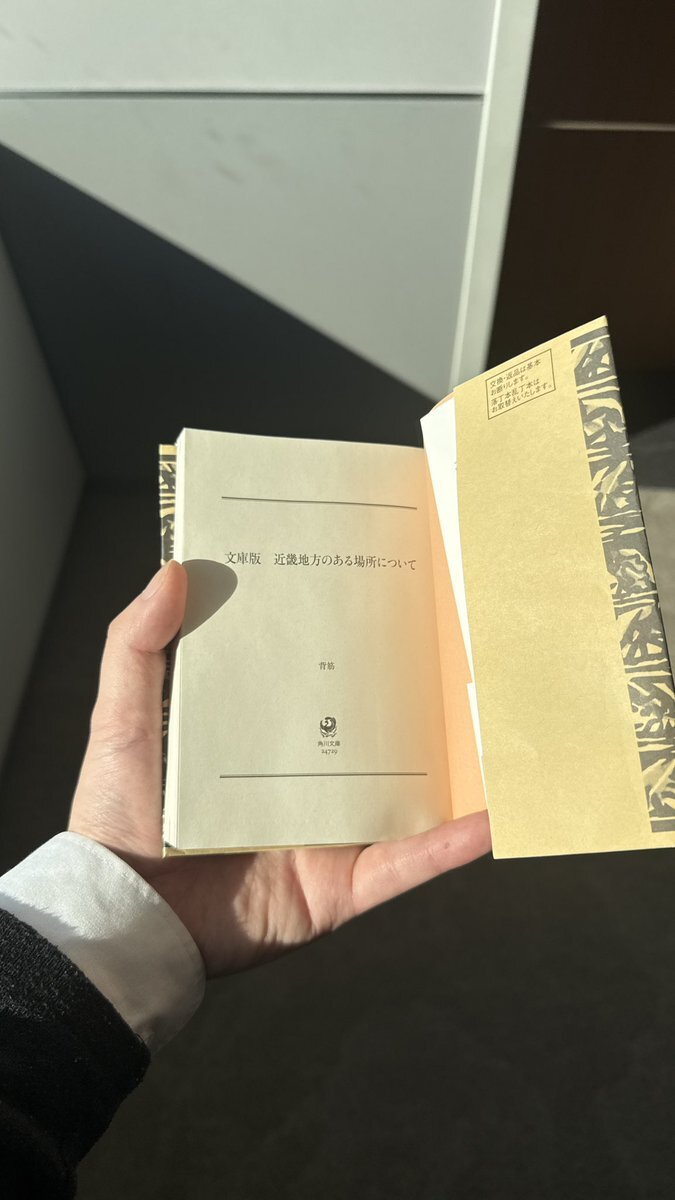 文庫版　近畿地方のある場所について
背筋
角川文庫
24729
交換・返品は基本
お断りします。
落丁本乱丁本は
お取替えいたします。